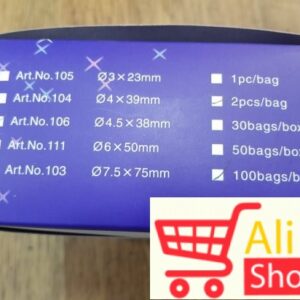 Art.No.105 Ø3×23mm 1pc/bag
Art.No.104 Ø4×39mm 2pcs/bag
Art.No.106 Ø4.5×38mm 30bags/box
Art.No.111 Ø6×50mm 50bags/box
Art.No.103 Ø7.5×75mm 100bags/bo
Ali
Sho